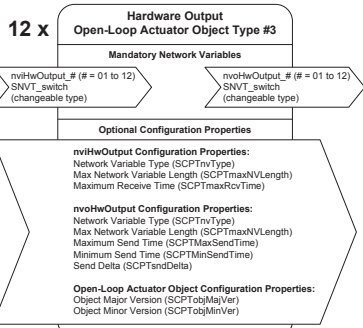 12 x
Hardware Output
Open-Loop Actuator Object Type #3
Mandatory Network Variables
nviHwOutput_# (# = 01 to 12)
SNVT_switch
(changeable type)
nvoHwOutput_# (# = 01 to 12)
SNVT_switch
(changeable type)
Optional Configuration Properties
nviHwOutput Configuration Properties:
Network Variable Type (SCPTnvType)
Max Network Variable Length (SCPTmaxNVLength)
Maximum Receive Time (SCPTmaxRcvTime)
nvoHwOutput Configuration Properties:
Network Variable Type (SCPTnvType)
Max Network Variable Length (SCPTmaxNVLength)
Maximum Send Time (SCPTMaxSendTime)
Minimum Send Time (SCPTMinSendTime)
Send Delta (SCPTsndDelta)
Open-Loop Actuator Object Configuration Properties:
Object Major Version (SCPTobjMajVer)
Object Minor Version (SCPTobjMinVer)